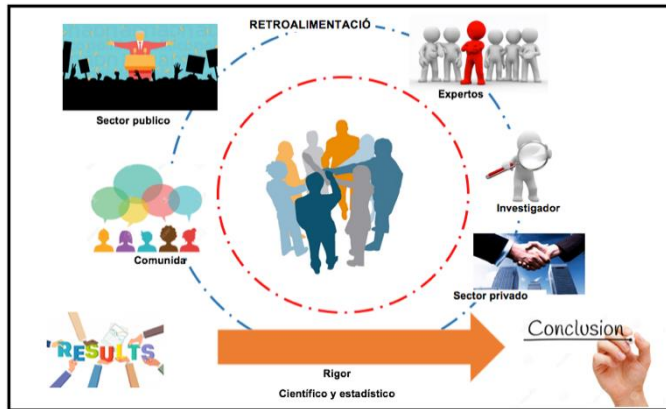 RETROALIMENTACIÓ
Expertos
Sector publico
Investigador
Comunida
Sector privado
RESULTS
Conclusion
Rigor
Científico y estadístico